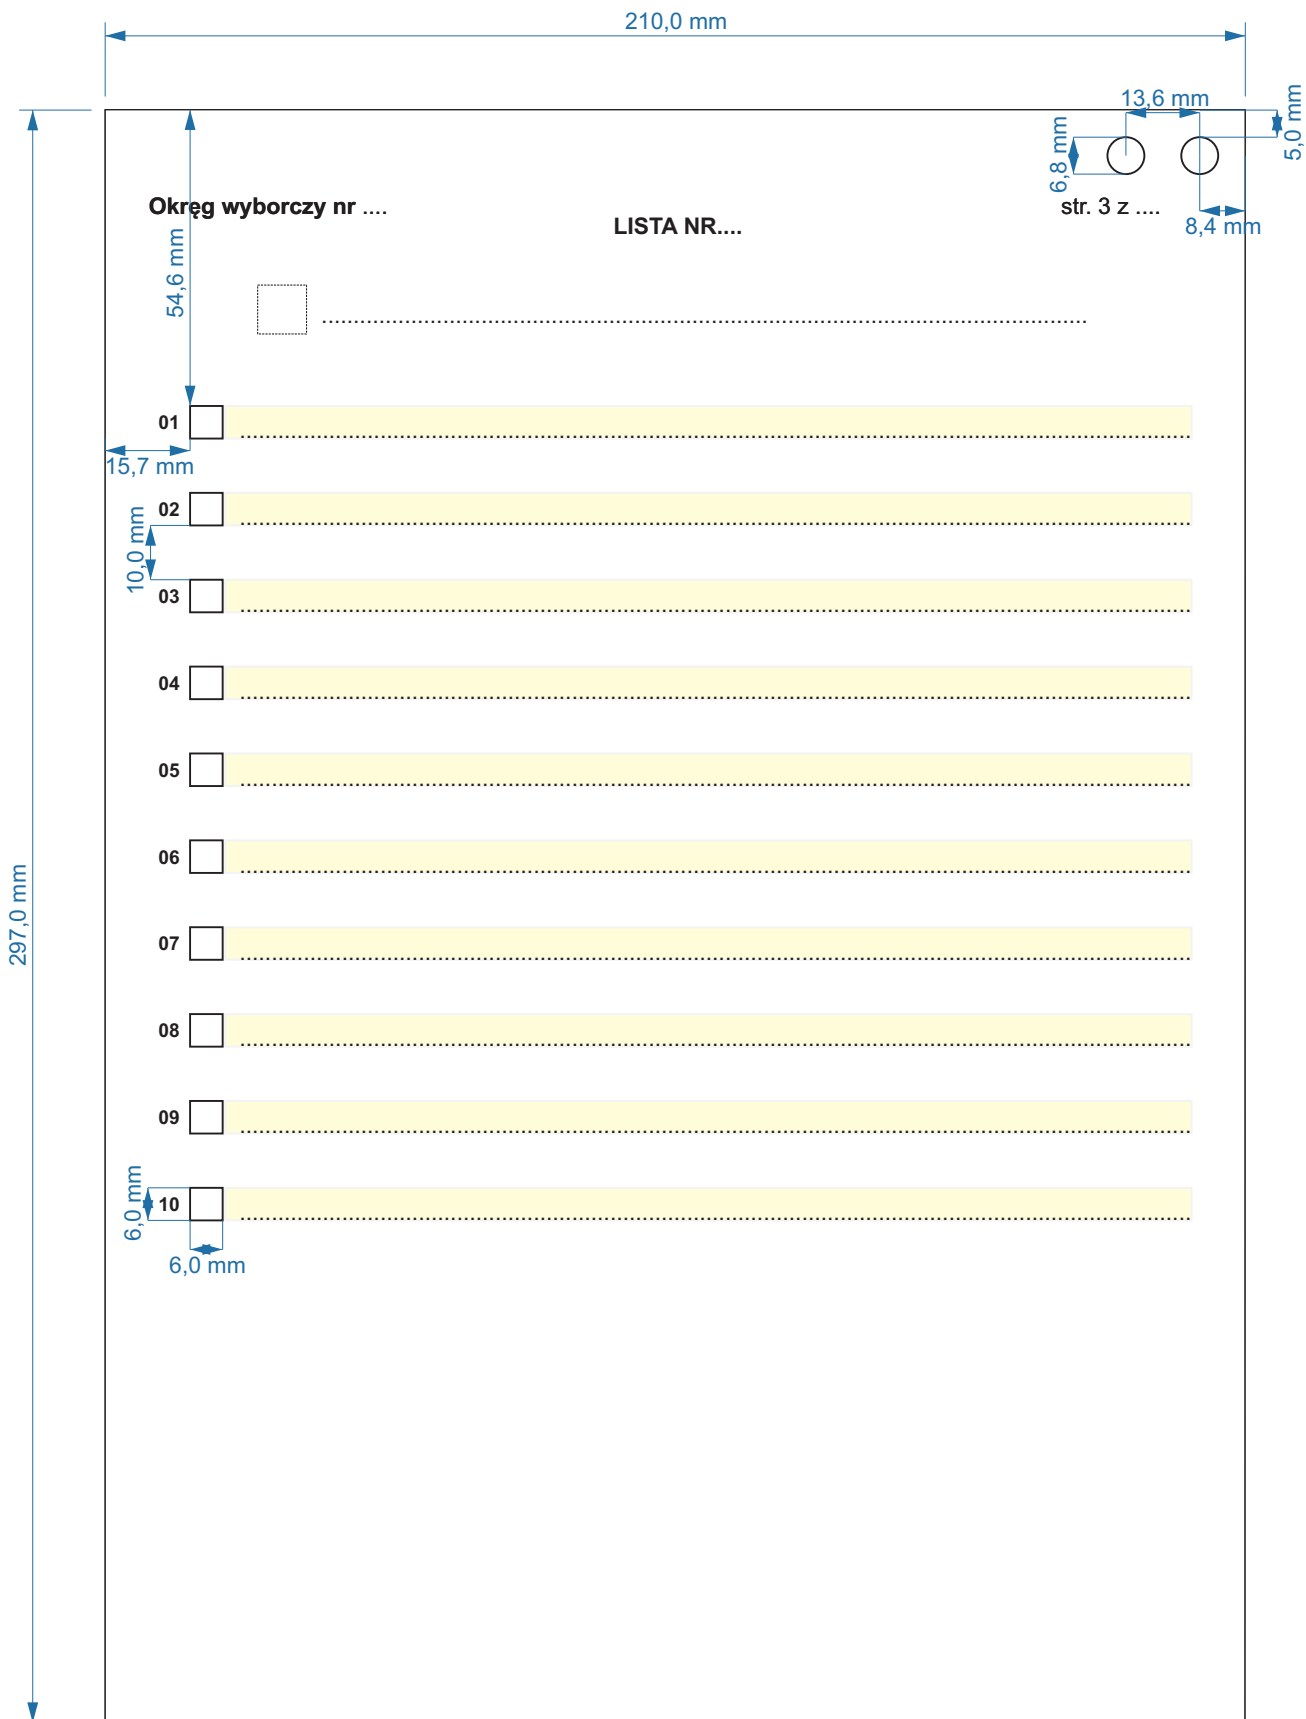 210,0 mm
13,6 mm
5,0 mm
6,8 mm
Okręg wyborczy nr ....
str. 3 z ....
LISTA NR....
8,4 mm
54,6 mm
..................................................
01 ..................................................
15,7 mm
02 ..................................................
10,0 mm
03 ..................................................
04 ..................................................
05 ..................................................
06 ..................................................
297,0 mm
07 ..................................................
08 ..................................................
09 ..................................................
6,0 mm
10 ..................................................
6,0 mm